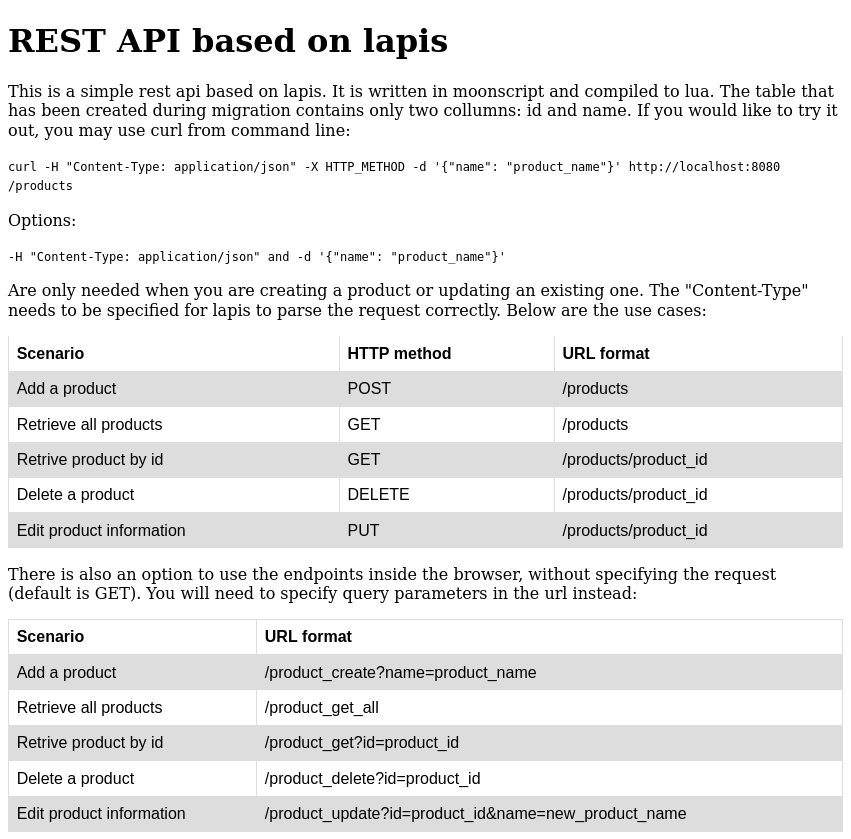 REST API based on lapis
This is a simple rest api based on lapis. It is written in moonscript and compiled to lua. The table that
has been created during migration contains only two collumns: id and name. If you would like to try it
out, you may use curl from command line:
curl -H "Content-Type: application/json" -X HTTP_METHOD -d '{"name": "product_name"}' http://localhost:8080
/products
Options:
-H "Content-Type: application/json" and -d '{"name": "product_name"}'
Are only needed when you are creating a product or updating an existing one. The "Content-Type"
needs to be specified for lapis to parse the request correctly. Below are the use cases:
Scenario HTTP method URL format
Add a product POST /products
Retrieve all products GET /products
Retrive product by id GET /products/product_id
Delete a product DELETE /products/product_id
Edit product information PUT /products/product_id
There is also an option to use the endpoints inside the browser, without specifying the request
(default is GET). You will need to specify query parameters in the url instead:
Scenario URL format
Add a product /product_create?name=product_name
Retrieve all products /product_get_all
Retrive product by id /product_get?id=product_id
Delete a product /product_delete?id=product_id
Edit product information /product_update?id=product_id&name=new_product_name